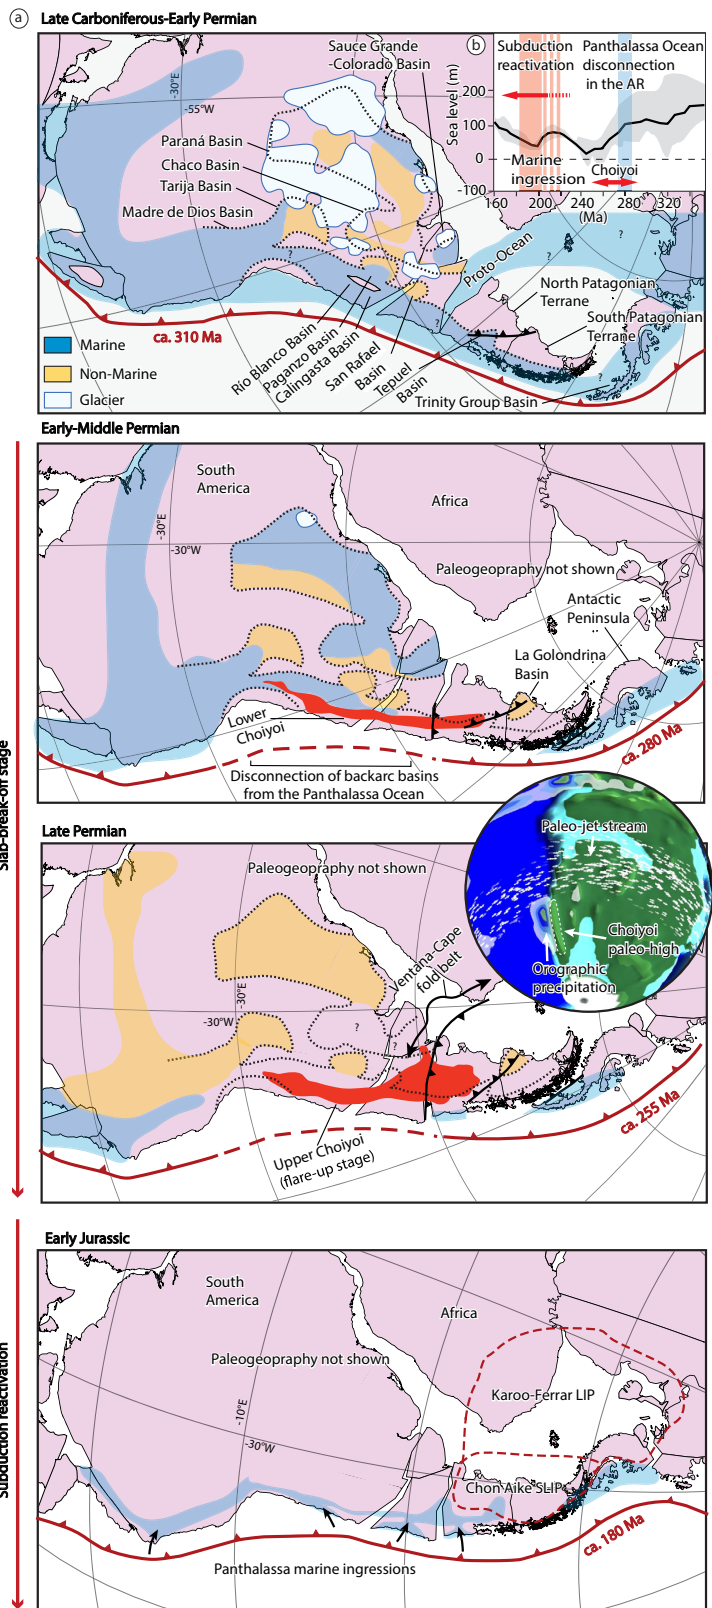 a
Late Carboniferous-Early Permian
-30°E
-55°W
Sauce Grande
-Colorado Basin
Paraná Basin
Chaco Basin
Tarija Basin
Madre de Dios Basin
b
Subduction
reactivation
Panthalassa Ocean
disconnection
in the AR
Sea level (m)
200
100
0
-100
Marine
ingression
Choiyoi
160
200
240
280
320
(Ma)
?
?
?
?
?
Proto-Ocean
North Patagonian
Terrane
South Patagonian
Terrane
ca. 310 Ma
Marine
Non-Marine
Glacier
Rio Blanco Basin
Paganzo Basin
Calingasta Basin
San Rafael
Basin
Tepuel
Basin
Trinity Group Basin
Early-Middle Permian
South
America
Africa
-30°E
-30°W
Paleogeopraphy not shown
Antactic
Peninsula
La Golondrina
Basin
Lower
Choiyoi
ca. 280 Ma
Disconnection of backarc basins
from the Panthalassa Ocean
Slab-break-off stage
Late Permian
Paleogeopraphy not shown
Paleo-jet stream
Choiyoi
paleo-high
Orographic
precipitation
Ventana-Cape
fold belt
-30°E
-30°W
?
?
ca. 255 Ma
Upper Choiyoi
(flare-up stage)
Early Jurassic
South
America
Africa
Paleogeopraphy not shown
Karoo-Ferrar LIP
-10°E
-30°W
Chon Aike SLIP
ca. 180 Ma
Panthalassa marine ingressions
Subduction reactivation